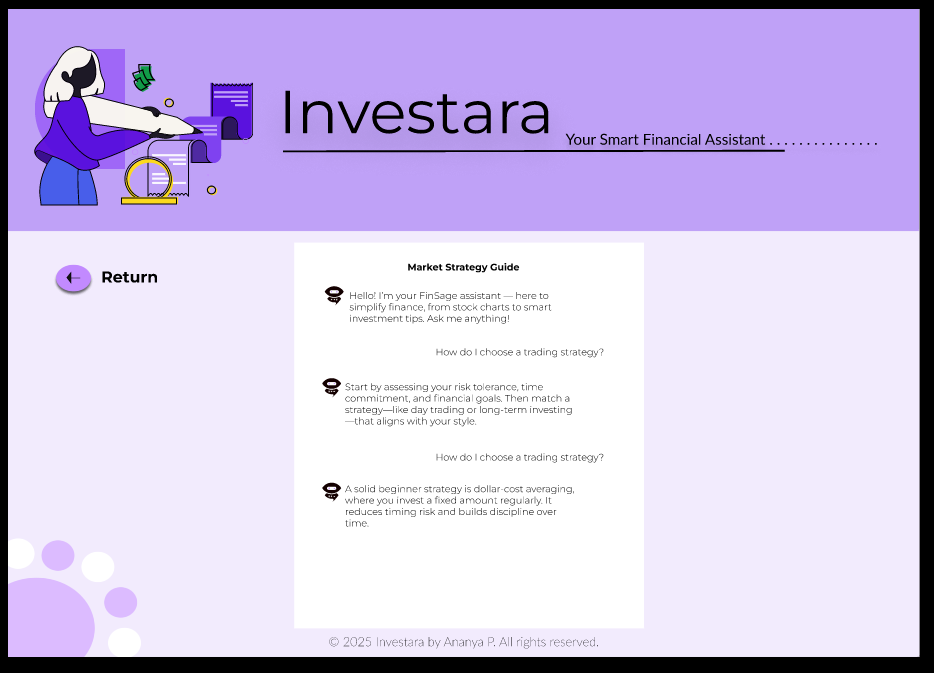 Investara
Your Smart Financial Assistant . . . . . . . . . . . . . . .
Return
Market Strategy Guide
Hello! I'm your FinSage assistant — here to
simplify finance, from stock charts to smart
investment tips. Ask me anything!
How do I choose a trading strategy?
Start by assessing your risk tolerance, time
commitment, and financial goals. Then match a
strategy—like day trading or long-term investing
—that aligns with your style.
How do I choose a trading strategy?
A solid beginner strategy is dollar-cost averaging,
where you invest a fixed amount regularly. It
reduces timing risk and builds discipline over
time.
© 2025 Investara by Ananya P. All rights reserved.